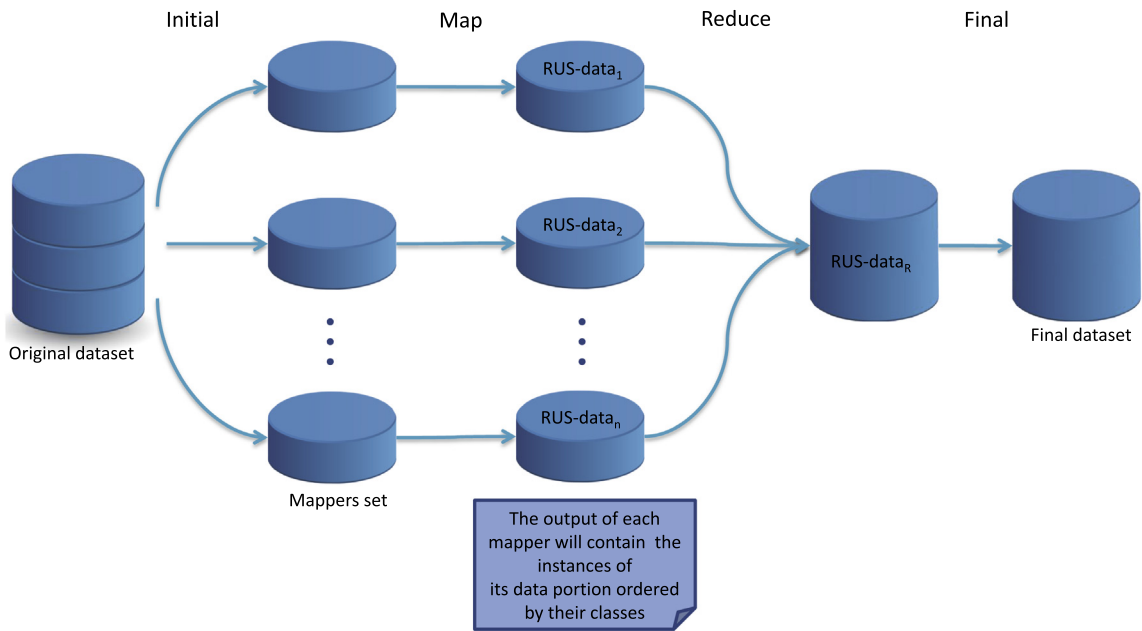 Initial
Map
Reduce
Final
RUS-data1
RUS-data2
RUS-dataR
Original dataset
Final dataset
RUS-datan
Mappers set
The output of each
mapper will contain the
instances of
its data portion ordered
by their classes